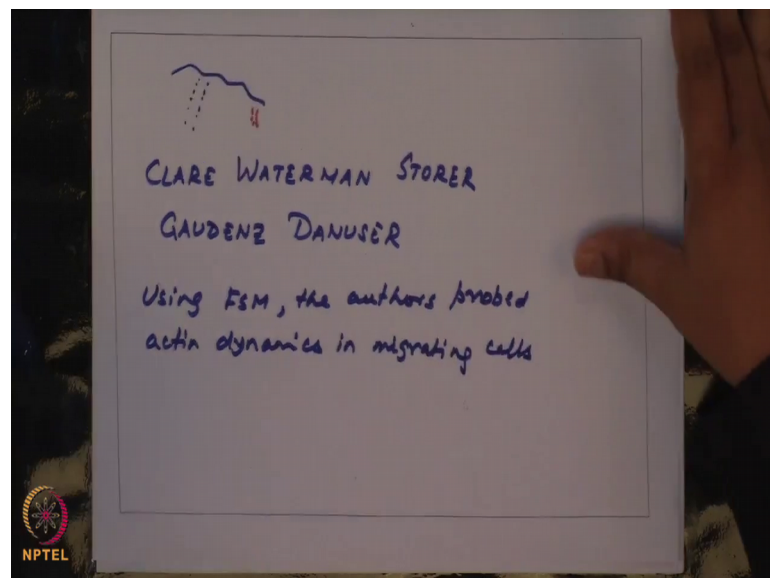 CLARE WATERMAN STORER
GAUDENZ DANUSER
Using FSM, the authors probed
actin dynamics in migrating cells
NPTEL